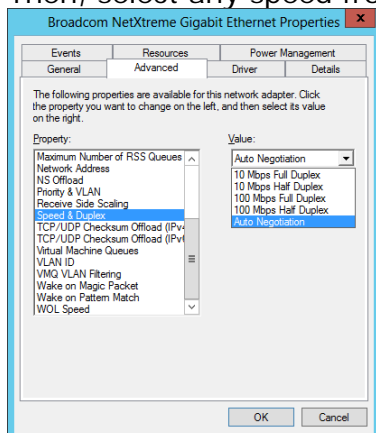 Then, select any speed
Broadcom NetXtreme Gigabit Ethernet Properties
x
Events Resources Power Management
General Advanced Driver Details
The following properties are available for this network adapter. Click
the property you want to change on the left, and then select its value
on the right.
Property: Value:
Maximum Number of RSS Queues
Network Address
NS Offload
Priority & VLAN
Receive Side Scaling
Speed & Duplex
TCP/UDP Checksum Offload (IPv4
TCP/UDP Checksum Offload (IPv6
Virtual Machine Queues
VLAN ID
VMQ VLAN Filtering
Wake on Magic Packet
Wake on Pattern Match
WOL Speed
Auto Negotiation
10 Mbps Full Duplex
10 Mbps Half Duplex
100 Mbps Full Duplex
100 Mbps Half Duplex
Auto Negotiation
OK Cancel